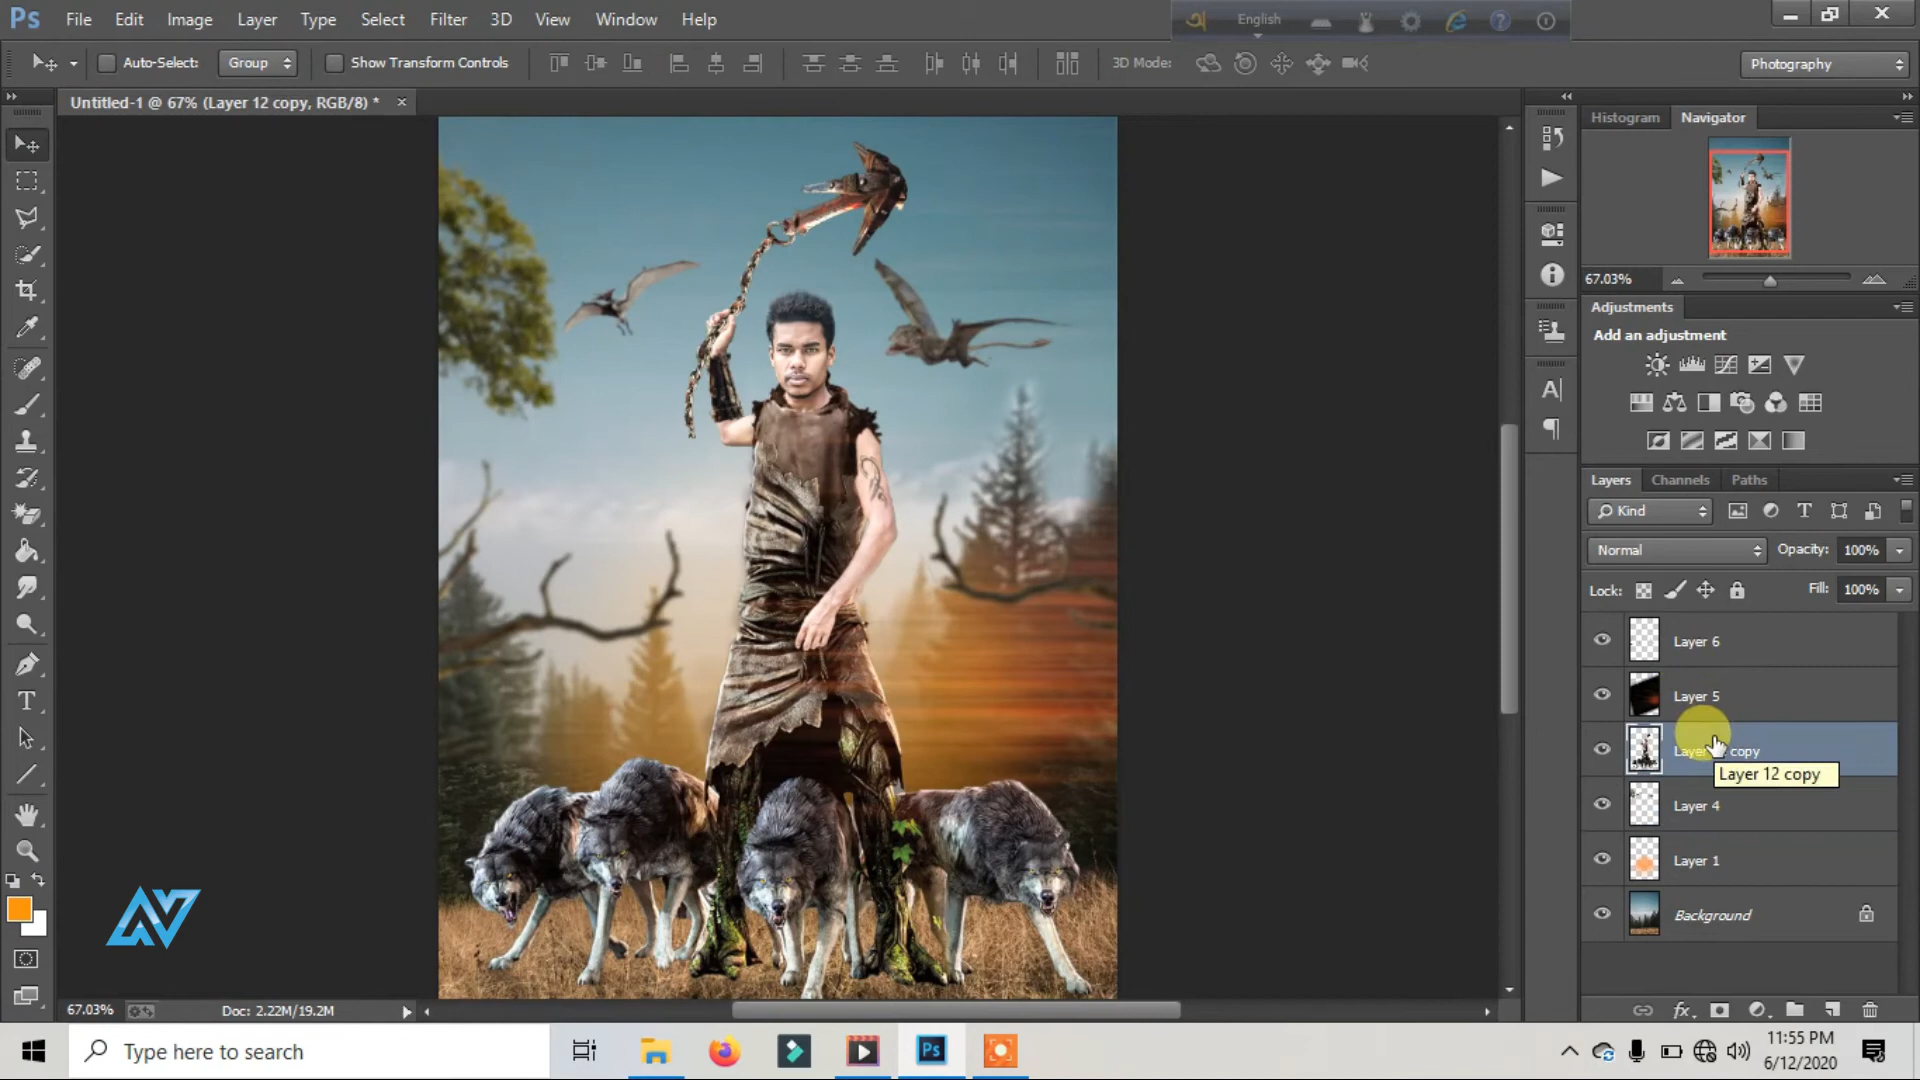 Ps File Edit Image Layer Type Select Filter 3D View Window Help
English
Auto-Select: Group Show Transform Controls 3D Mode: Photography
Untitled-1 @ 67% (Layer 12 copy, RGB/8) *
Histogram Navigator
67.03%
Adjustments
Add an adjustment
Layers Channels Paths
Kind
Normal Opacity: 100%
Lock: Fill: 100%
Layer 6
Layer 5
Layer copy
Layer 12 copy
Layer 4
Layer 1
Background
67.03% Doc: 2.22M/19.2M
Type here to search
Ps
11:55 PM
6/12/2020